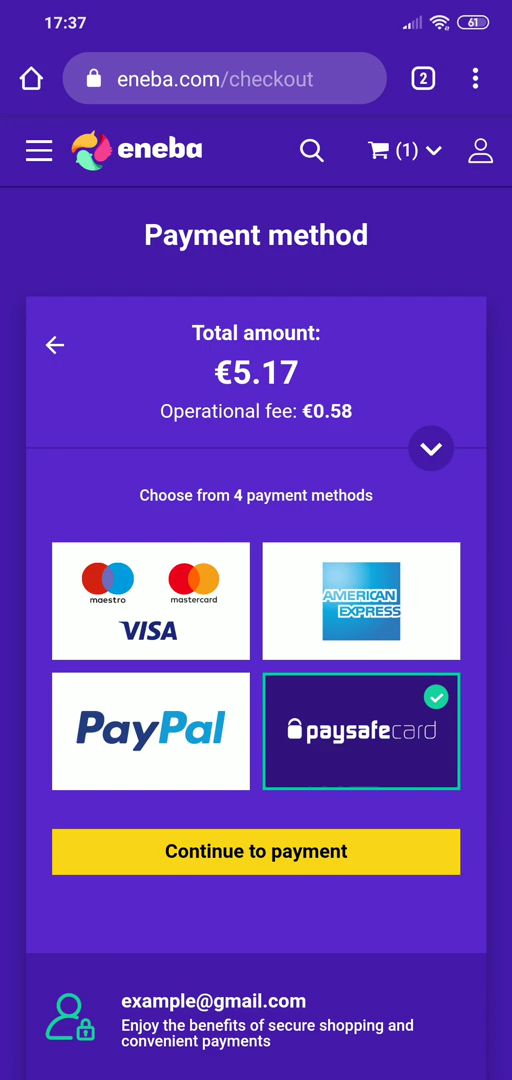 17:37
61
eneba.com/checkout
2
eneba
(1)
Payment method
Total amount:
€5.17
Operational fee: €0.58
Choose from 4 payment methods
maestro
mastercard
VISA
AMERICAN
EXPRESS
PayPal
paysafecard
Continue to payment
example@gmail.com
Enjoy the benefits of secure shopping and
convenient payments